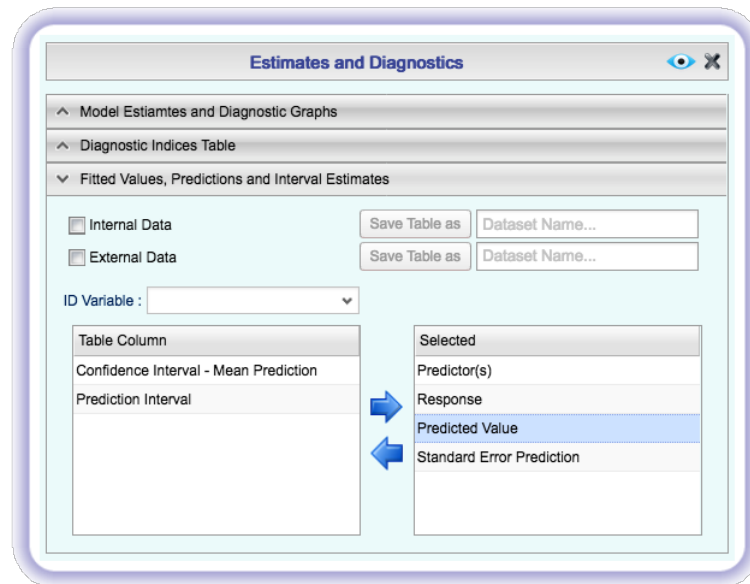 Estimates and Diagnostics
Model Estiamtes and Diagnostic Graphs
Diagnostic Indices Table
Fitted Values, Predictions and Interval Estimates
Internal Data Save Table as Dataset Name...
External Data Save Table as Dataset Name...
ID Variable :
Table Column Selected
Confidence Interval - Mean Prediction Predictor(s)
Prediction Interval Response
Predicted Value
Standard Error Prediction